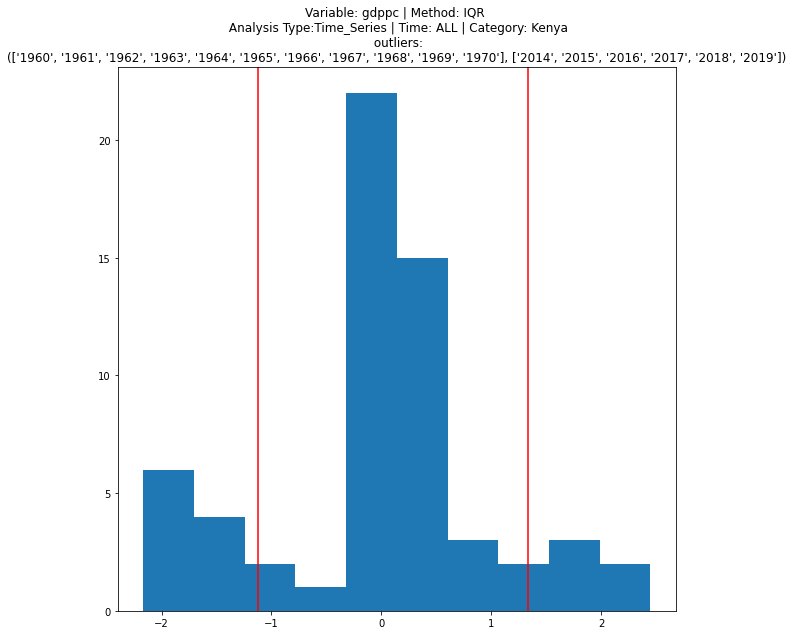 Variable: gdppc | Method: IQR
Analysis Type:Time_Series | Time: ALL | Category: Kenya
outliers:
(['1960', '1961', '1962', '1963', '1964', '1965', '1966', '1967', '1968', '1969', '1970'], ['2014', '2015', '2016', '2017', '2018', '2019'])
20
15
10
5
0
−2 −1 0 1 2